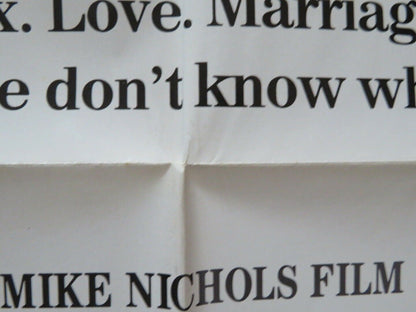 x. Love. Marriag
e don't know wh
MIKE NICHOLS FILM